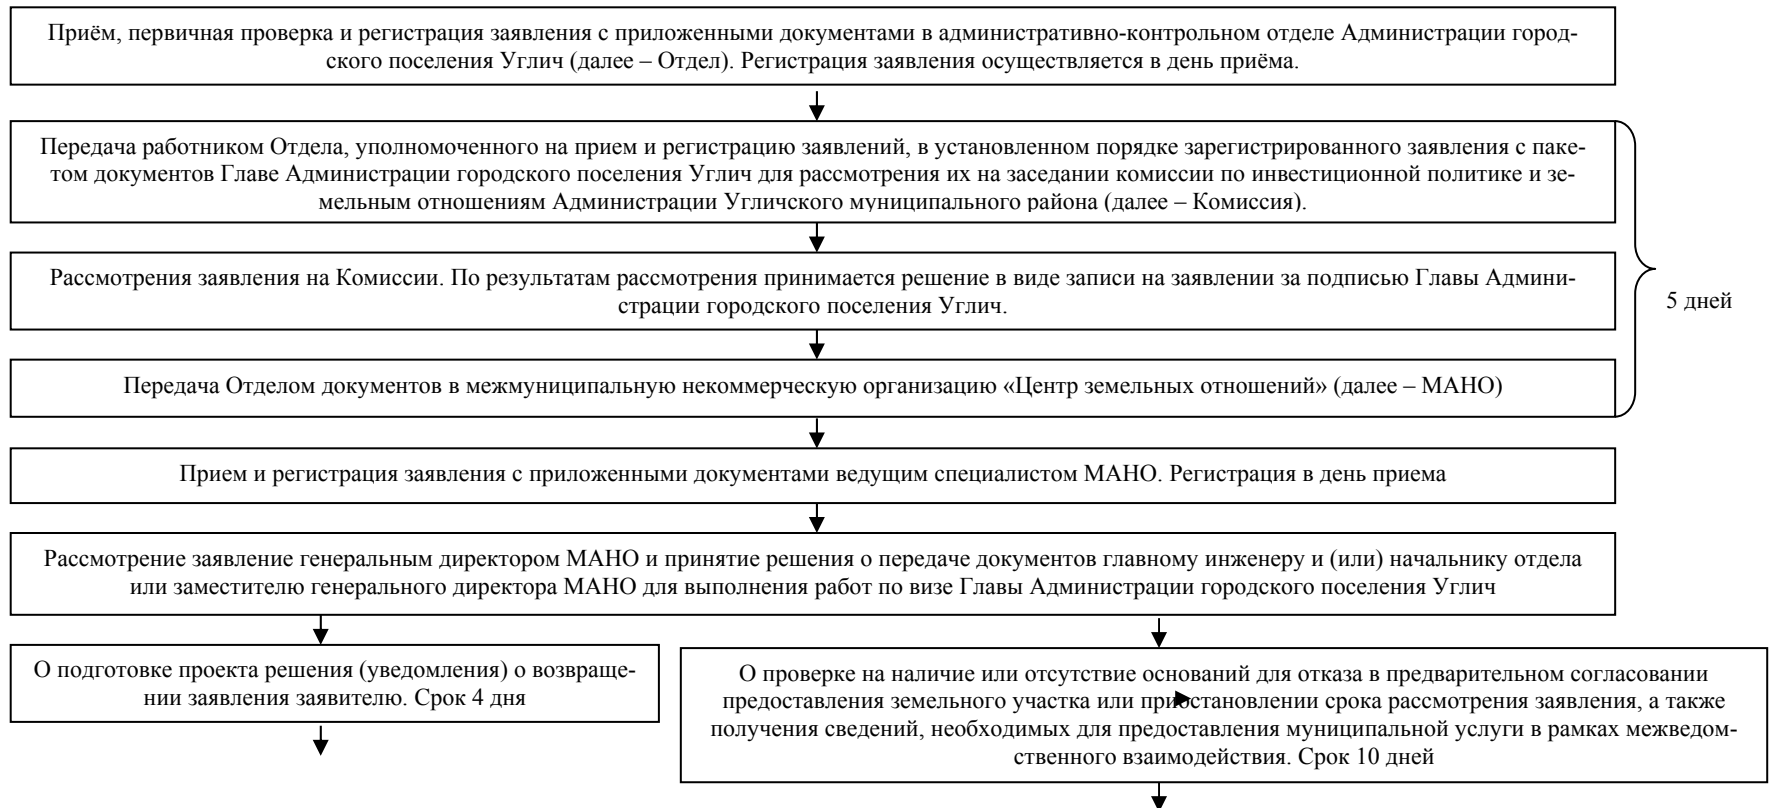 Приём, первичная проверка и регистрация заявления с приложенными документами в административно-контрольном отделе Администрации город-
ского поселения Углич (далее – Отдел). Регистрация заявления осуществляется в день приёма.
Передача работником Отдела, уполномоченного на прием и регистрацию заявлений, в установленном порядке зарегистрированного заявления с паке-
том документов Главе Администрации городского поселения Углич для рассмотрения их на заседании комиссии по инвестиционной политике и зе-
мельным отношениям Администрации Угличского муниципального района (далее – Комиссия).
Рассмотрения заявления на Комиссии. По результатам рассмотрения принимается решение в виде записи на заявлении за подписью Главы Админи-
страции городского поселения Углич.
5 дней
Передача Отделом документов в межмуниципальную некоммерческую организацию «Центр земельных отношений» (далее – МАНО)
Прием и регистрация заявления с приложенными документами ведущим специалистом МАНО. Регистрация в день приема
Рассмотрение заявление генеральным директором МАНО и принятие решения о передаче документов главному инженеру и (или) начальнику отдела
или заместителю генерального директора МАНО для выполнения работ по визе Главы Администрации городского поселения Углич
О подготовке проекта решения (уведомления) о возвраще-
нии заявления заявителю. Срок 4 дня
О проверке на наличие или отсутствие оснований для отказа в предварительном согласовании
предоставления земельного участка или приостановлении срока рассмотрения заявления, а также
получения сведений, необходимых для предоставления муниципальной услуги в рамках межведом-
ственного взаимодействия. Срок 10 дней